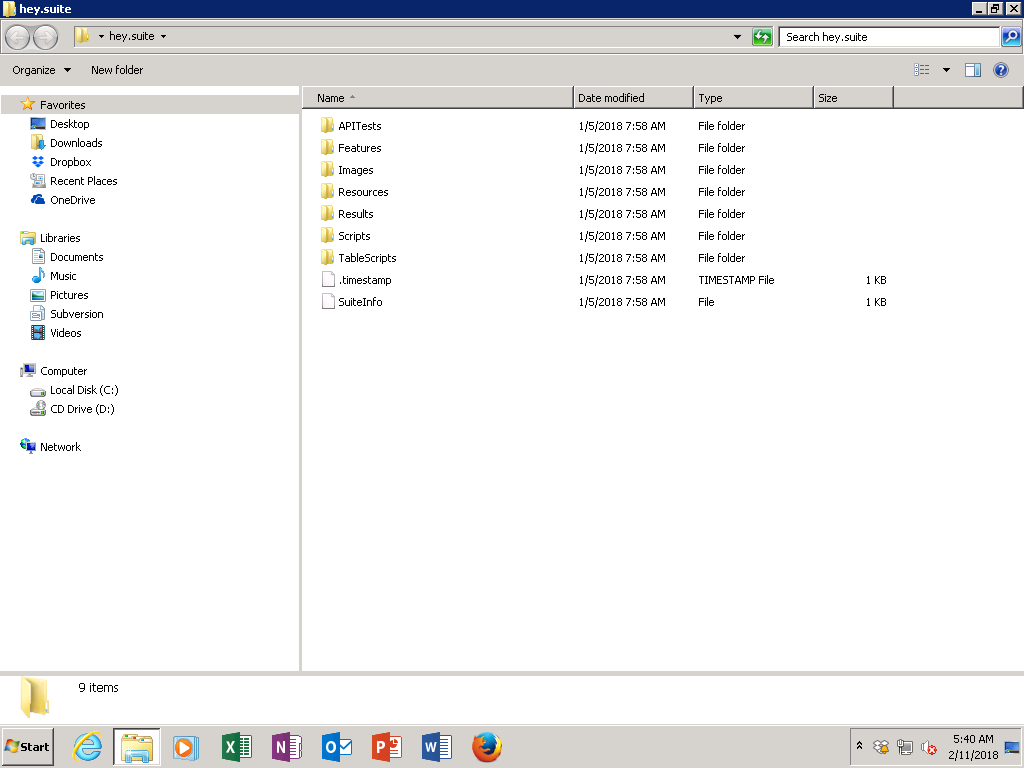 hey.suite
hey.suite
Search hey.suite
Organize
New folder
Name
Date modified
Type
Size
Favorites
Desktop
Downloads
Dropbox
Recent Places
OneDrive
Libraries
Documents
Music
Pictures
Subversion
Videos
Computer
Local Disk (C:)
CD Drive (D:)
Network
APITests 1/5/2018 7:58 AM File folder
Features 1/5/2018 7:58 AM File folder
Images 1/5/2018 7:58 AM File folder
Resources 1/5/2018 7:58 AM File folder
Results 1/5/2018 7:58 AM File folder
Scripts 1/5/2018 7:58 AM File folder
TableScripts 1/5/2018 7:58 AM File folder
.timestamp 1/5/2018 7:58 AM TIMESTAMP File 1 KB
SuiteInfo 1/5/2018 7:58 AM File 1 KB
9 items
Start
5:40 AM
2/11/2018